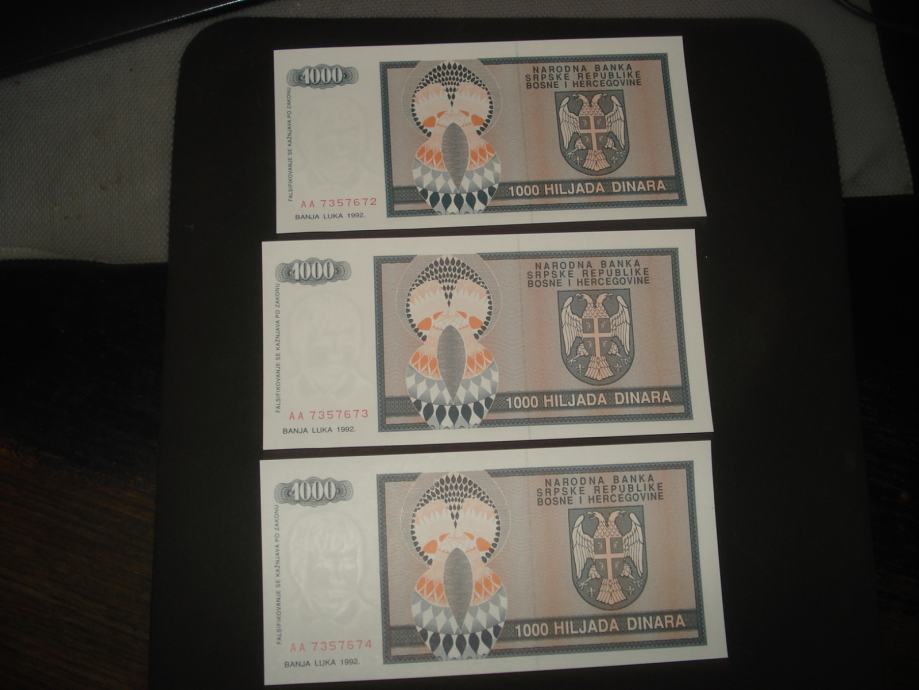 1000
FALSIFIKOVANJE SE KAŽNJAVA PO ZAKONU
AA 7357672
BANJA LUKA 1992.
NARODNA BANKA
SRPSKE REPUBLIKE
BOSNE I HERCEGOVINE
1000 HILJADA DINARA
1000
FALSIFIKOVANJE SE KAŽNJAVA PO ZAKONU
AA 7357673
BANJA LUKA 1992.
NARODNA BANKA
SRPSKE REPUBLIKE
BOSNE I HERCEGOVINE
1000 HILJADA DINARA
1000
FALSIFIKOVANJE SE KAŽNJAVA PO ZAKONU
AA 7357674
BANJA LUKA 1992.
NARODNA BANKA
SRPSKE REPUBLIKE
BOSNE I HERCEGOVINE
1000 HILJADA DINARA